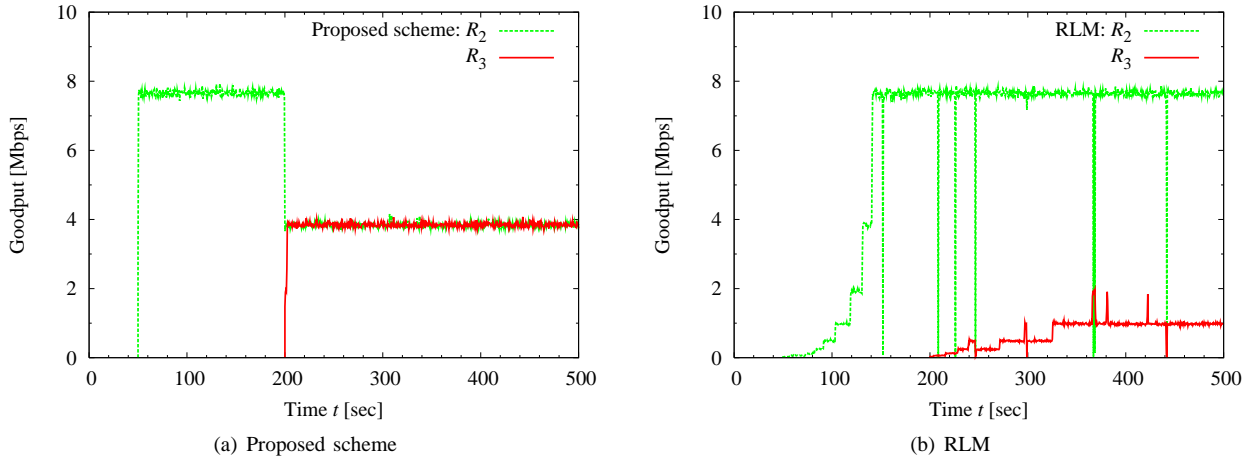 10
8
6
4
2
0
Goodput [Mbps]
Proposed scheme: R2
R3
0 100 200 300 400 500
Time t [sec]
(a) Proposed scheme
10
8
6
4
2
0
Goodput [Mbps]
RLM: R2
R3
0 100 200 300 400 500
Time t [sec]
(b) RLM